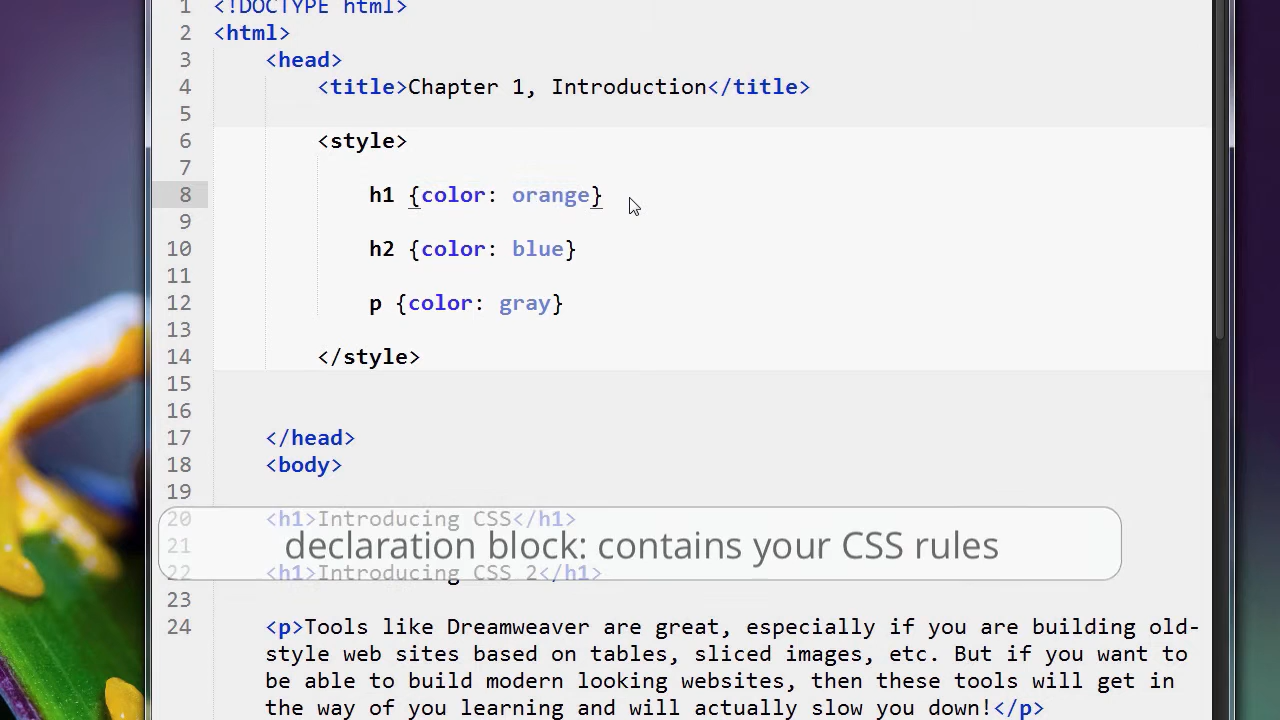 1 <!DOCTYPE html>
2 <html>
3 <head>
4 <title>Chapter 1, Introduction</title>
5
6 <style>
7
8 h1 {color: orange}
9
10 h2 {color: blue}
11
12 p {color: gray}
13
14 </style>
15
16
17 </head>
18 <body>
19
20 <h1>Introducing CSS</h1>
21
declaration block: contains your CSS rules
22 <h1>Introducing CSS 2</h1>
23
24 <p>Tools like Dreamweaver are great, especially if you are building old-
style web sites based on tables, sliced images, etc. But if you want to
be able to build modern looking websites, then these tools will get in
the way of you learning and will actually slow you down!</p>